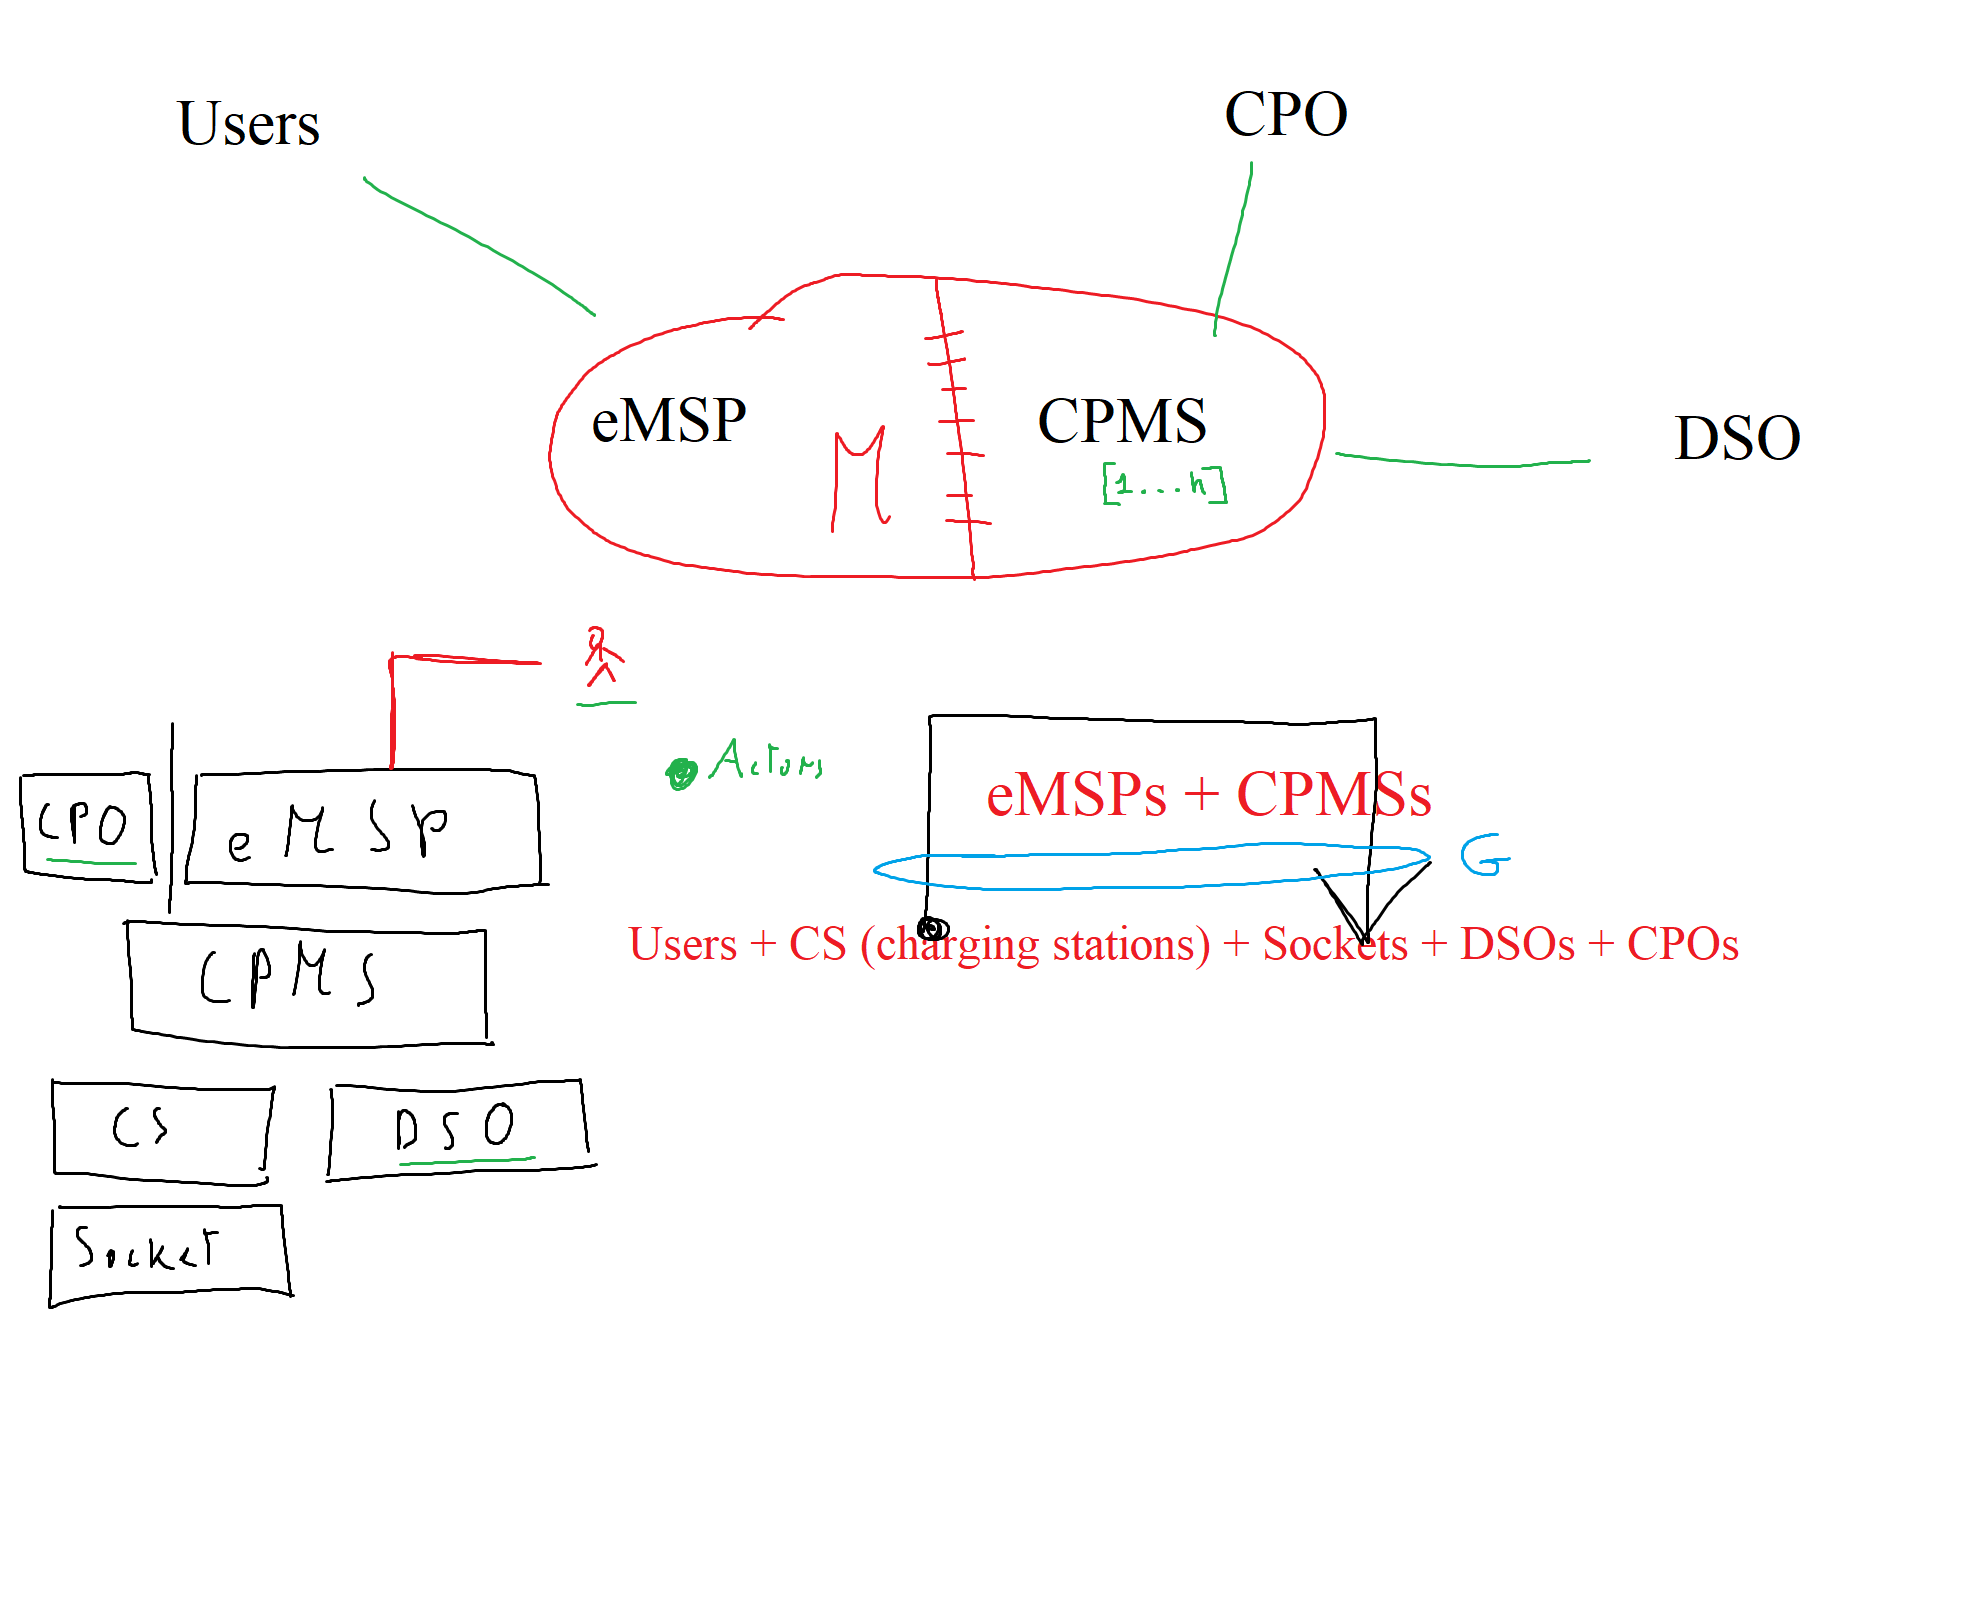 Users
CPO
eMSP
CPMS
DSO
M
[1...n]
Actors
eMSPs + CPMSs
CPO
eMSP
G
Users + CS (charging stations) + Sockets + DSOs + CPOs
CPMS
CS
DSO
Socket